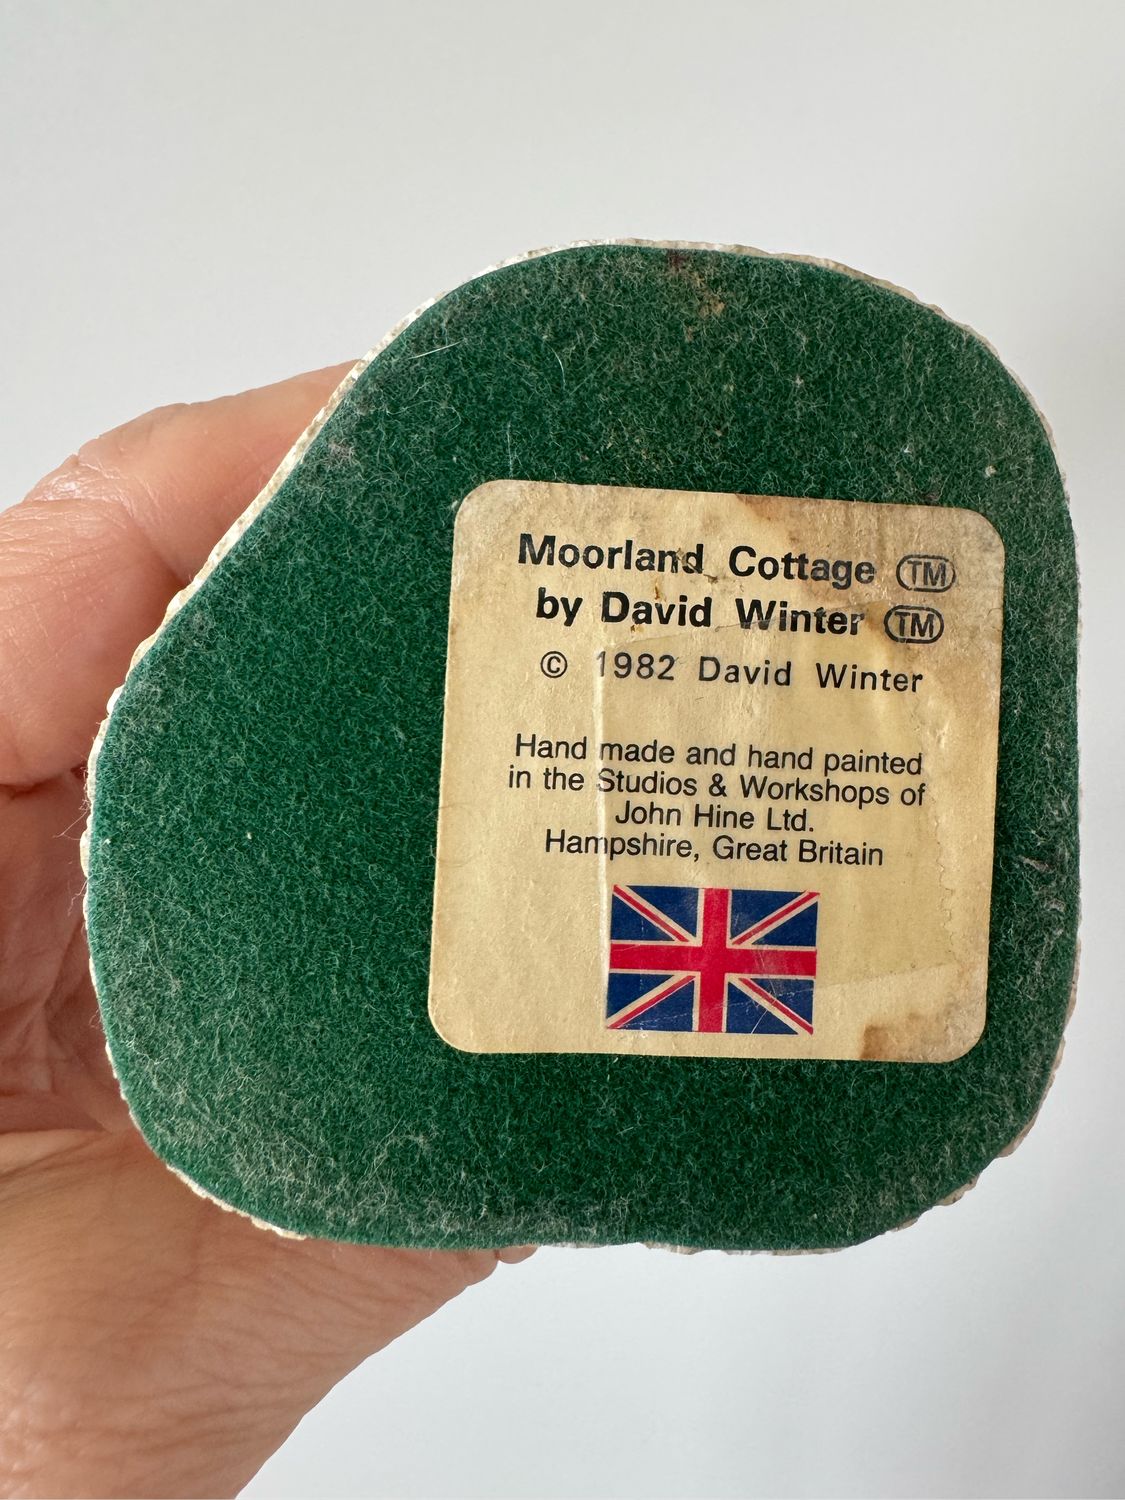 Moorland Cottage TM
by David Winter TM
© 1982 David Winter
Hand made and hand painted
in the Studios & Workshops of
John Hine Ltd.
Hampshire, Great Britain